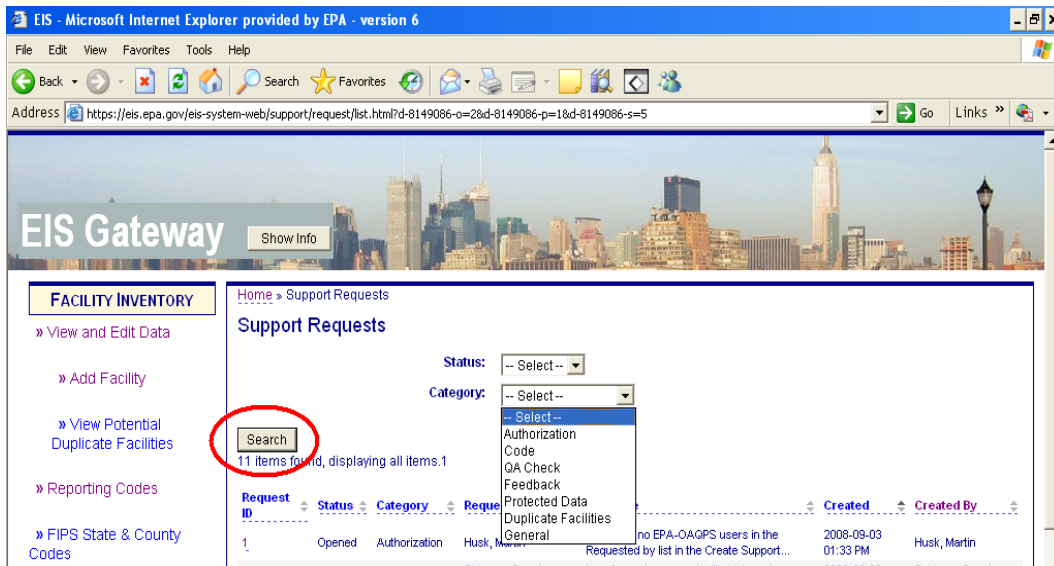 EIS - Microsoft Internet Explorer provided by EPA - version 6
File Edit View Favorites Tools Help
Back Search Favorites
Address https://eis.epa.gov/eis-system-web/support/request/list.html?d-8149086-o=2&d-8149086-p=1&d-8149086-s=5 Go Links »
EIS Gateway Show Info
FACILITY INVENTORY
» View and Edit Data
» Add Facility
» View Potential
Duplicate Facilities
» Reporting Codes
» FIPS State & County
Codes
Home » Support Requests
Support Requests
Status: -- Select --
Category: -- Select --
-- Select --
Authorization
Code
QA Check
Feedback
Protected Data
Duplicate Facilities
General
Search
11 items found, displaying all items.1
Request
ID Status Category Created Created By
1 Opened Authorization Husk, no EPA-OAQPS users in the
Requested by list in the Create Support... 2008-09-03
01:33 PM Husk, Martin